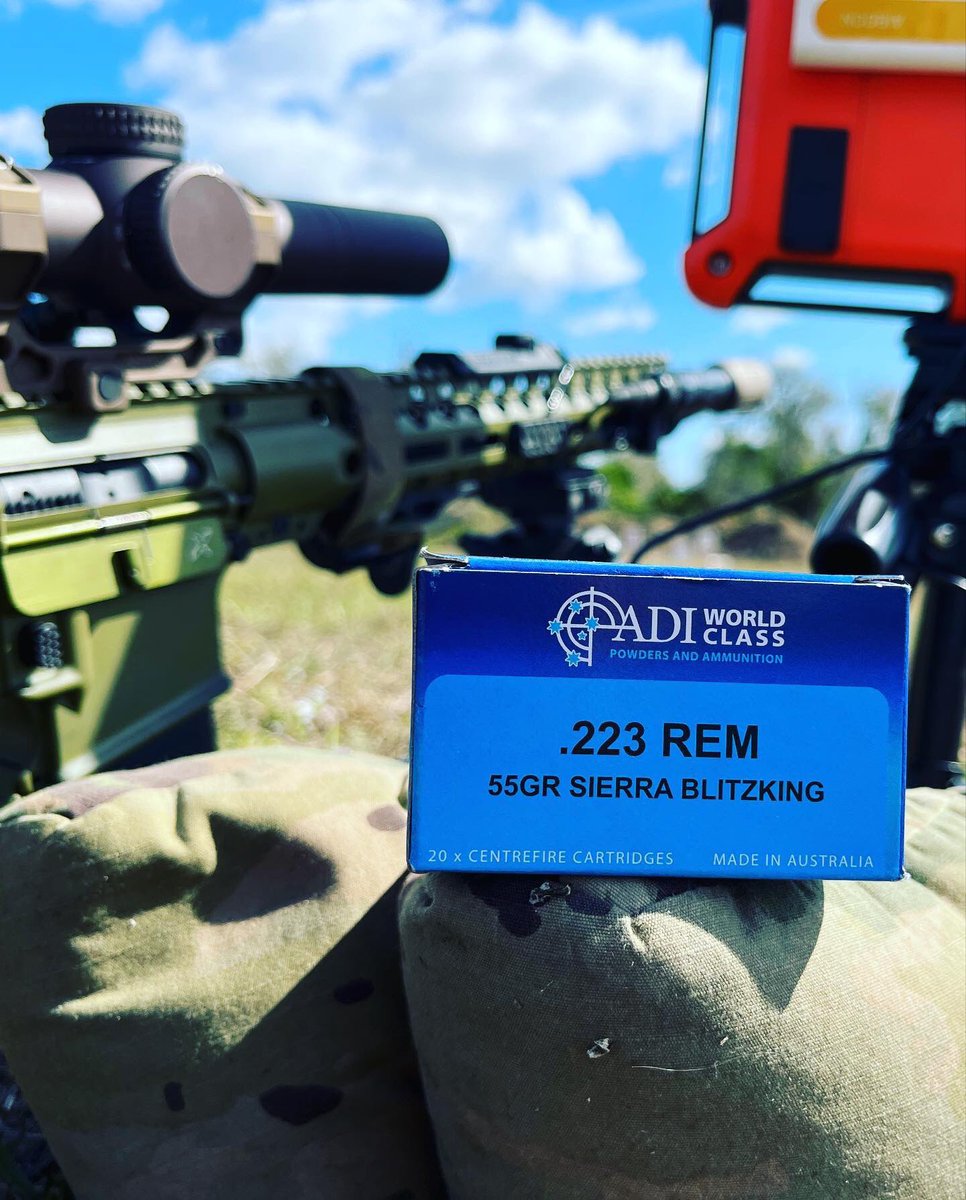 ADI WORLD
CLASS
POWDERS AND AMMUNITION
.223 REM
55GR SIERRA BLITZKING
20 x CENTREFIRE CARTRIDGES MADE IN AUSTRALIA